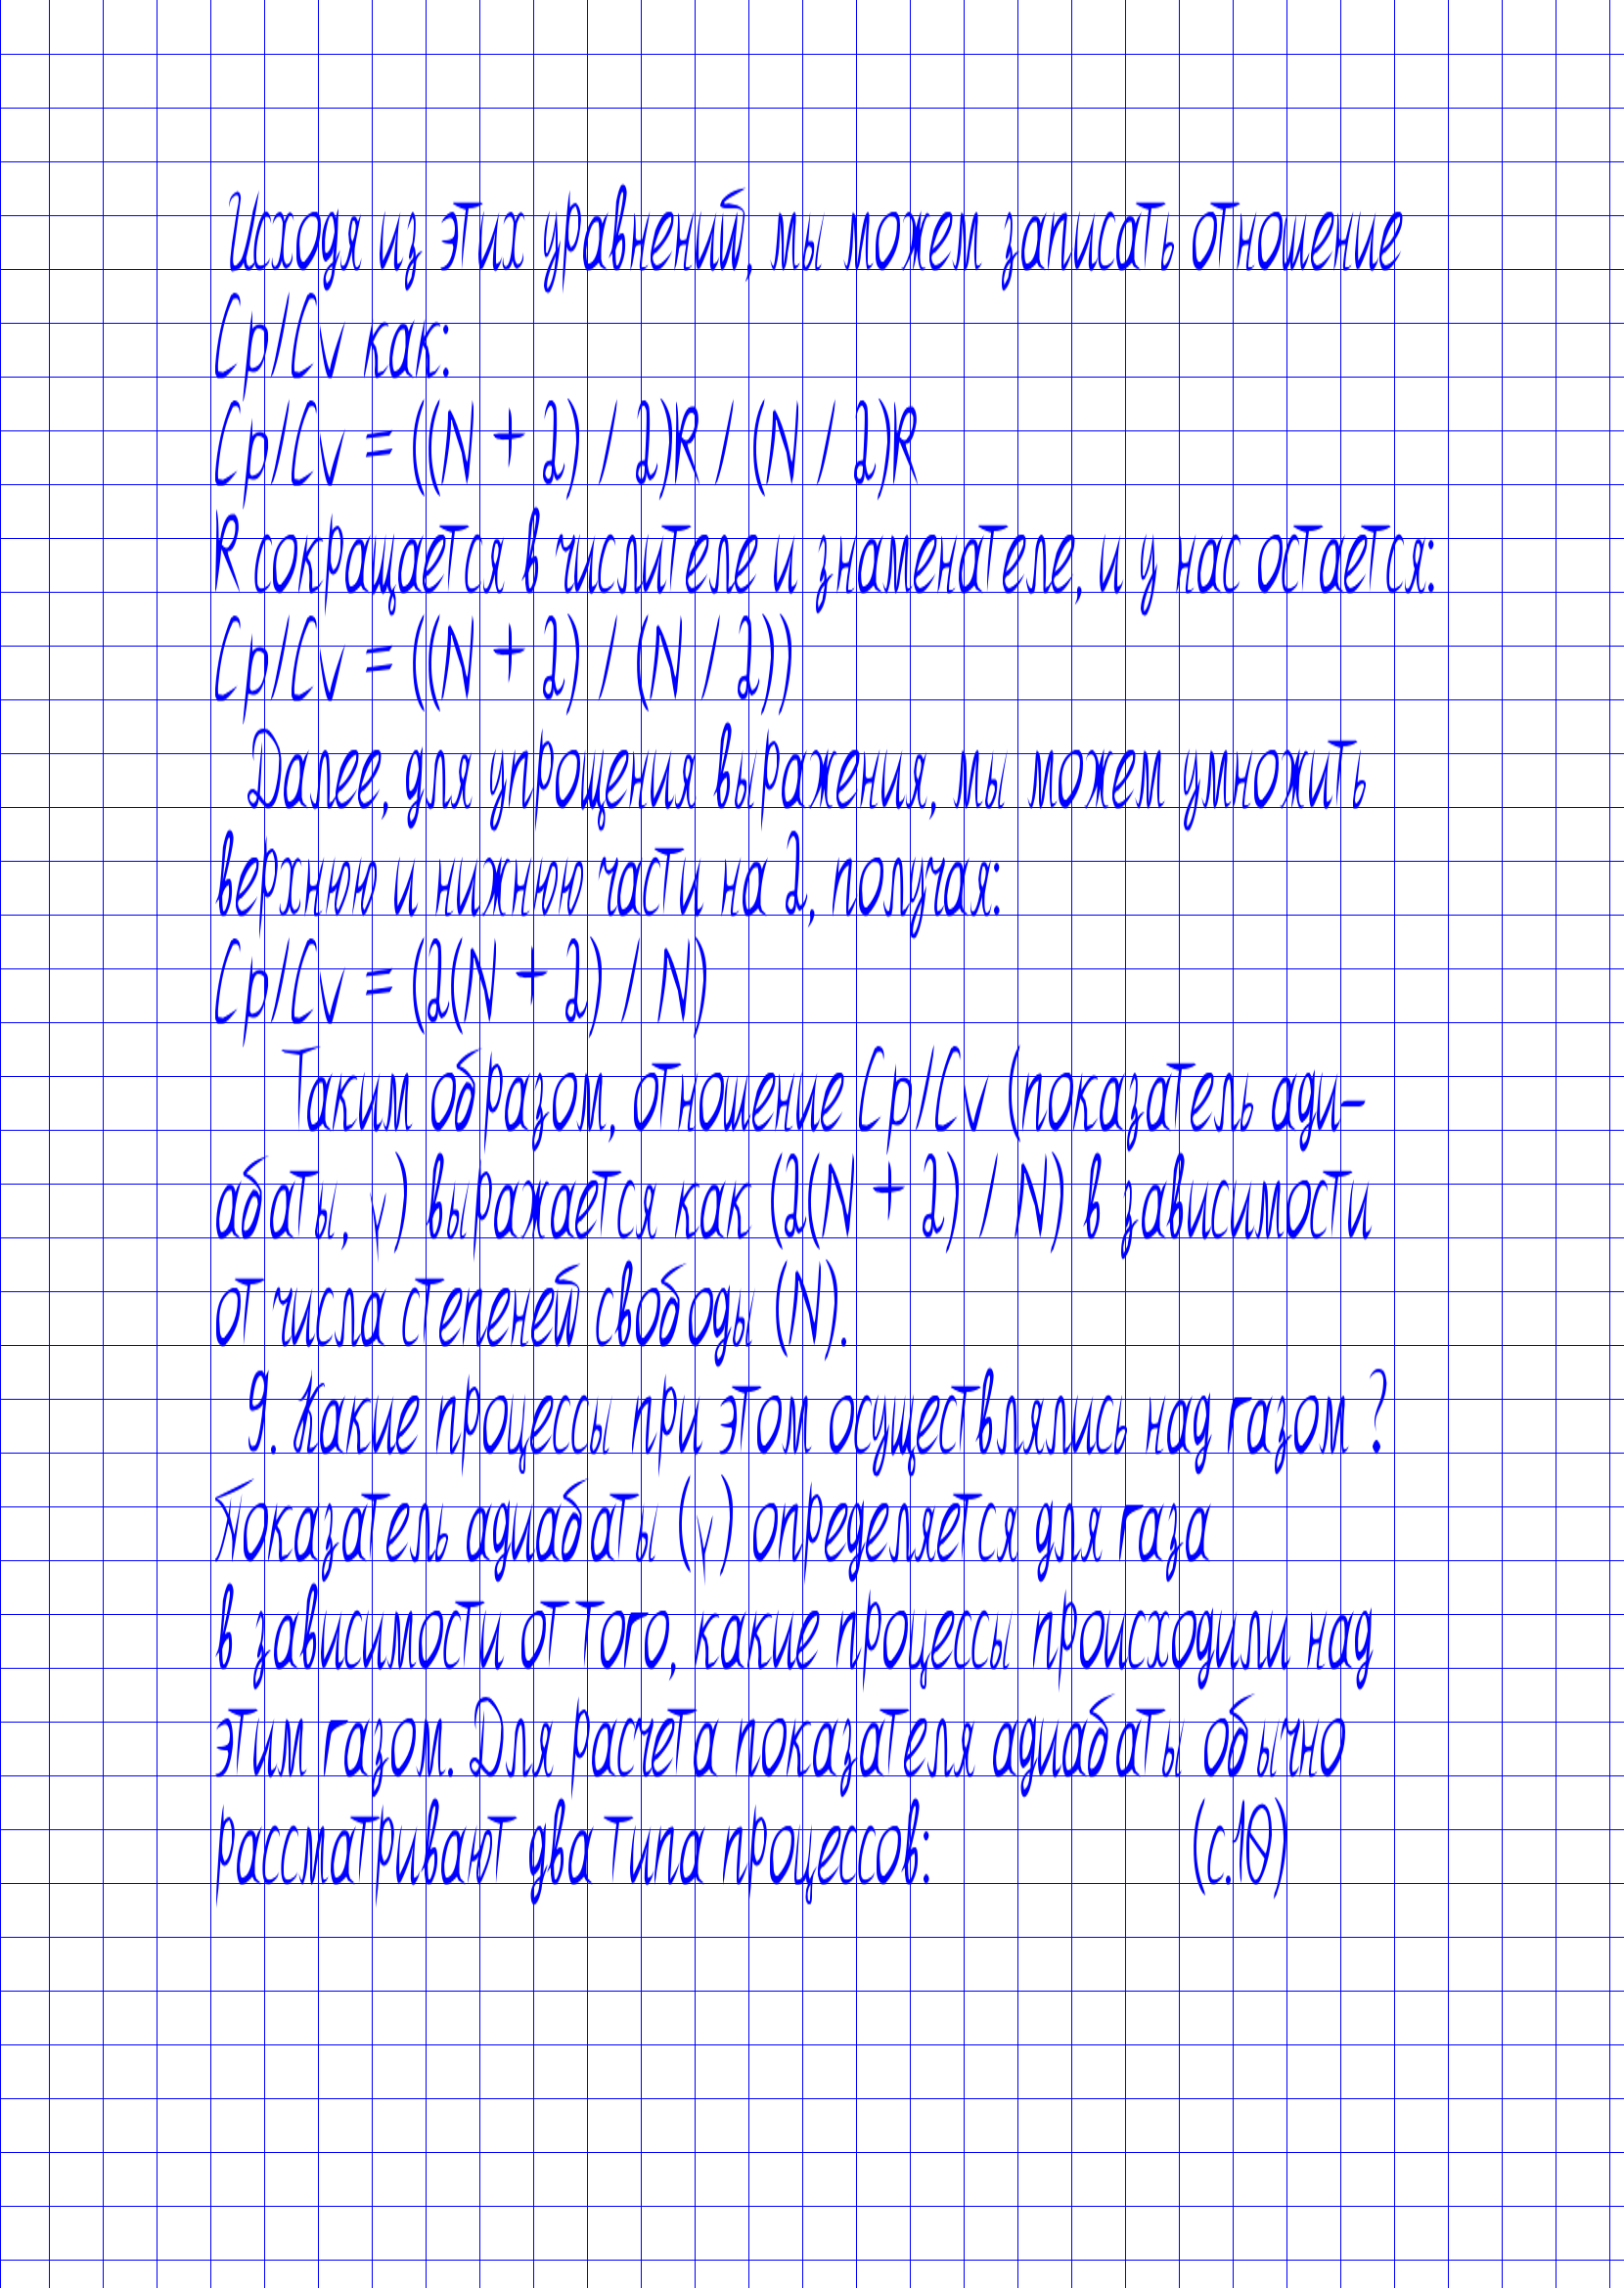 Исходя из этих уравнений, мы можем записать отношение
Cp/Cv как:
Cp/Cv = ((N + 2) / 2)R / (N / 2)R
R сокращается в числителе и знаменателе, и у нас остается:
Cp/Cv = ((N + 2) / (N / 2))
Далее, для упрощения выражения, мы можем умножить
верхнюю и нижнюю части на 2, получая:
Cp/Cv = (2(N + 2) / N)
Таким образом, отношение Cp/Cv (показатель ади-
абаты, γ) выражается как (2(N + 2) / N) в зависимости
от числа степеней свободы (N).
9. Какие процессы при этом осуществлялись над газом ?
Показатель адиабаты (γ) определяется для газа
в зависимости от того, какие процессы происходили над
этим газом. Для расчета показателя адиабаты обычно
рассматривают два типа процессов: (с.10)